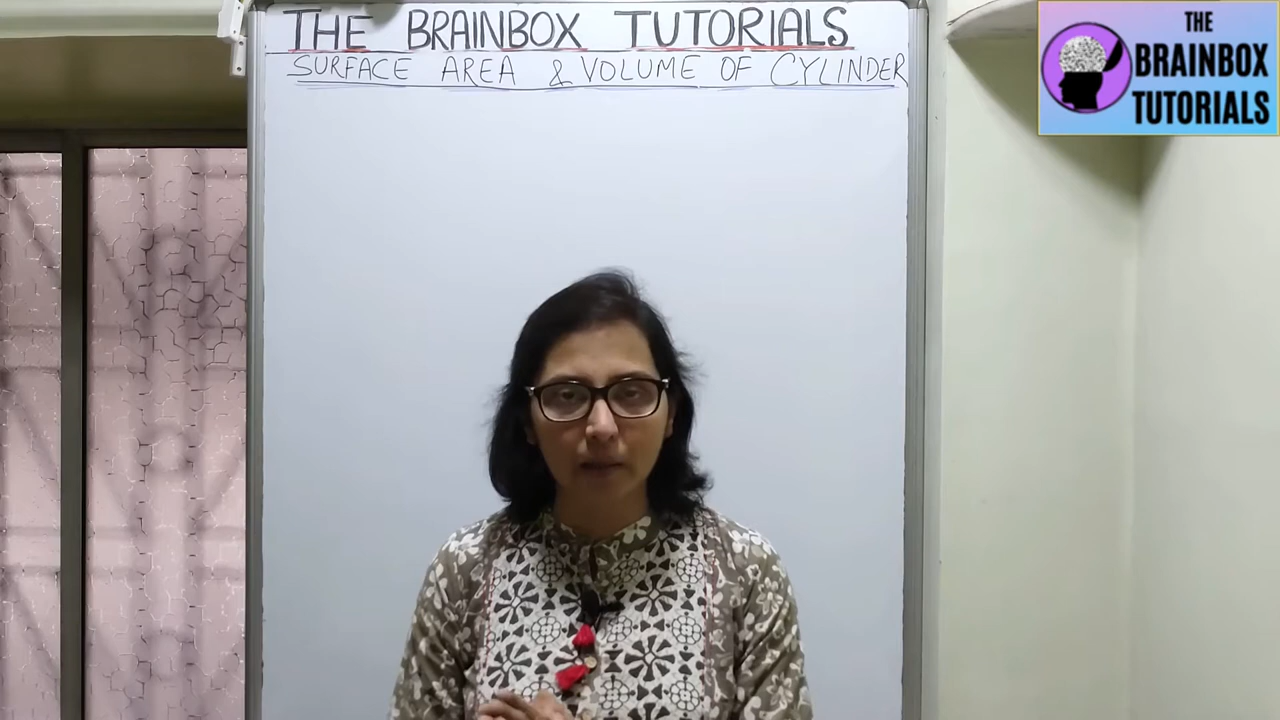 THE BRAINBOX TUTORIALS
SURFACE AREA & VOLUME OF CYLINDER
THE
BRAINBOX
TUTORIALS